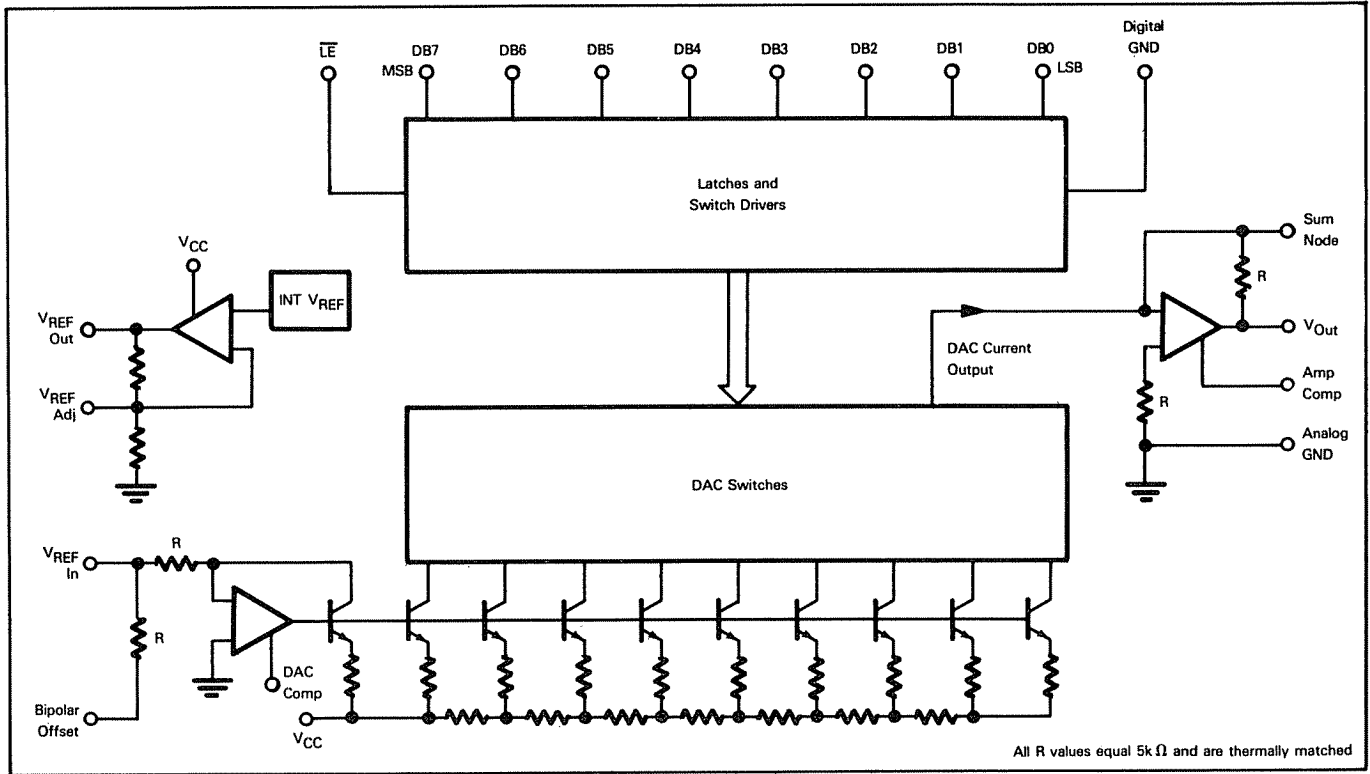 LE
DB7
DB6
DB5
DB4
DB3
DB2
DB1
DB0
Digital
GND
MSB
LSB
Latches and
Switch Drivers
Sum
Node
R
VCC
INT VREF
VREF
Out
VOut
DAC Current
Output
Amp
Comp
VREF
Adj
R
Analog
GND
DAC Switches
VREF
In
R
R
DAC
Comp
Bipolar
Offset
VCC
All R values equal 5k Ω and are thermally matched